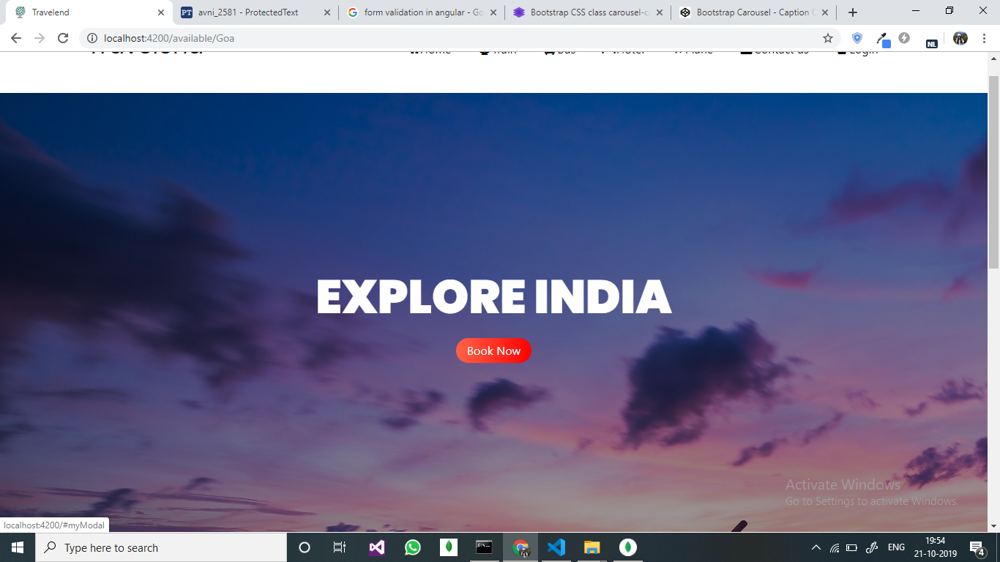 Travelend
avni_2581 - ProtectedText
form validation in angular - Go
Bootstrap CSS class carousel-c
Bootstrap Carousel - Caption C
localhost:4200/available/Goa
NL
Home Train Bus Hotel Plane Contact us Login
EXPLORE INDIA
Book Now
Activate Windows
Go to Settings to activate Windows.
localhost:4200/#myModal
Type here to search
ENG
19:54
21-10-2019
4